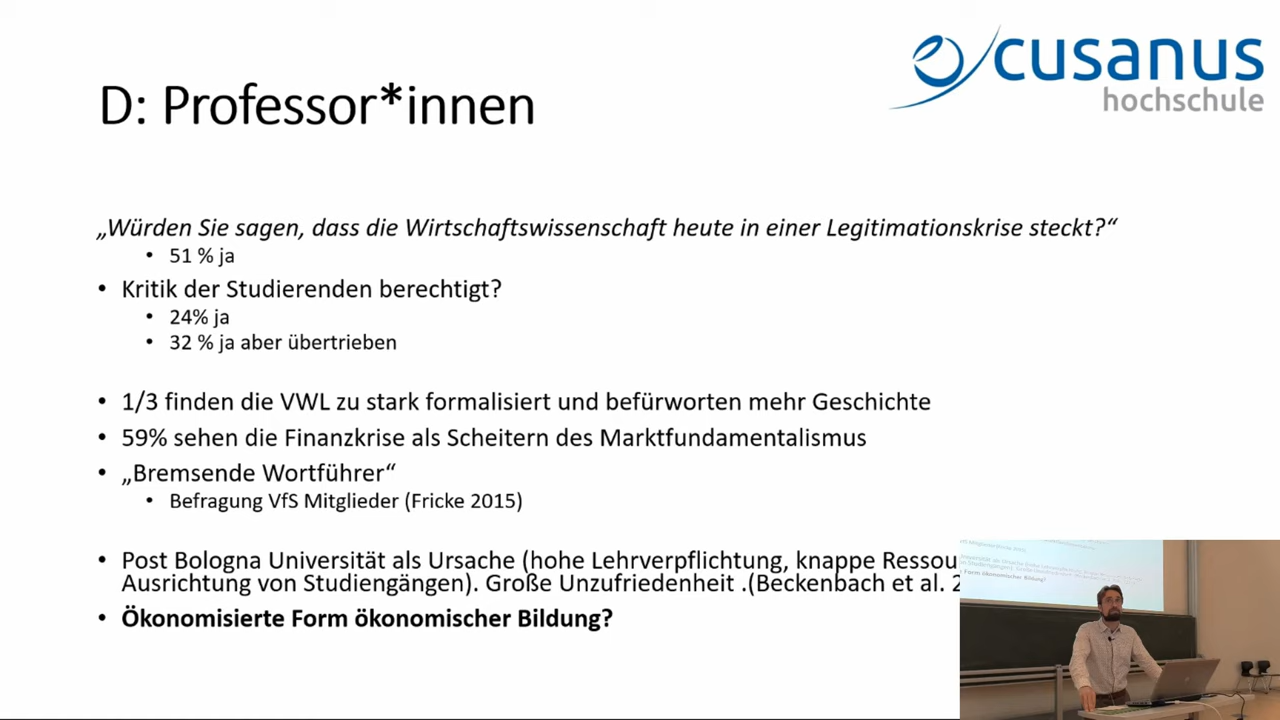 cusanus
hochschule
D: Professor*innen
„Würden Sie sagen, dass die Wirtschaftswissenschaft heute in einer Legitimationskrise steckt?“
• 51 % ja
• Kritik der Studierenden berechtigt?
• 24% ja
• 32 % ja aber übertrieben
• 1/3 finden die VWL zu stark formalisiert und befürworten mehr Geschichte
• 59% sehen die Finanzkrise als Scheitern des Marktfundamentalismus
• „Bremsende Wortführer“
• Befragung VfS Mitglieder (Fricke 2015)
• Post Bologna Universität als Ursache (hohe Lehrverpflichtung, knappe
Ausrichtung von Studiengängen). Große Unzufriedenheit .(Beckenbach et al.
• Ökonomisierte Form ökonomischer Bildung?